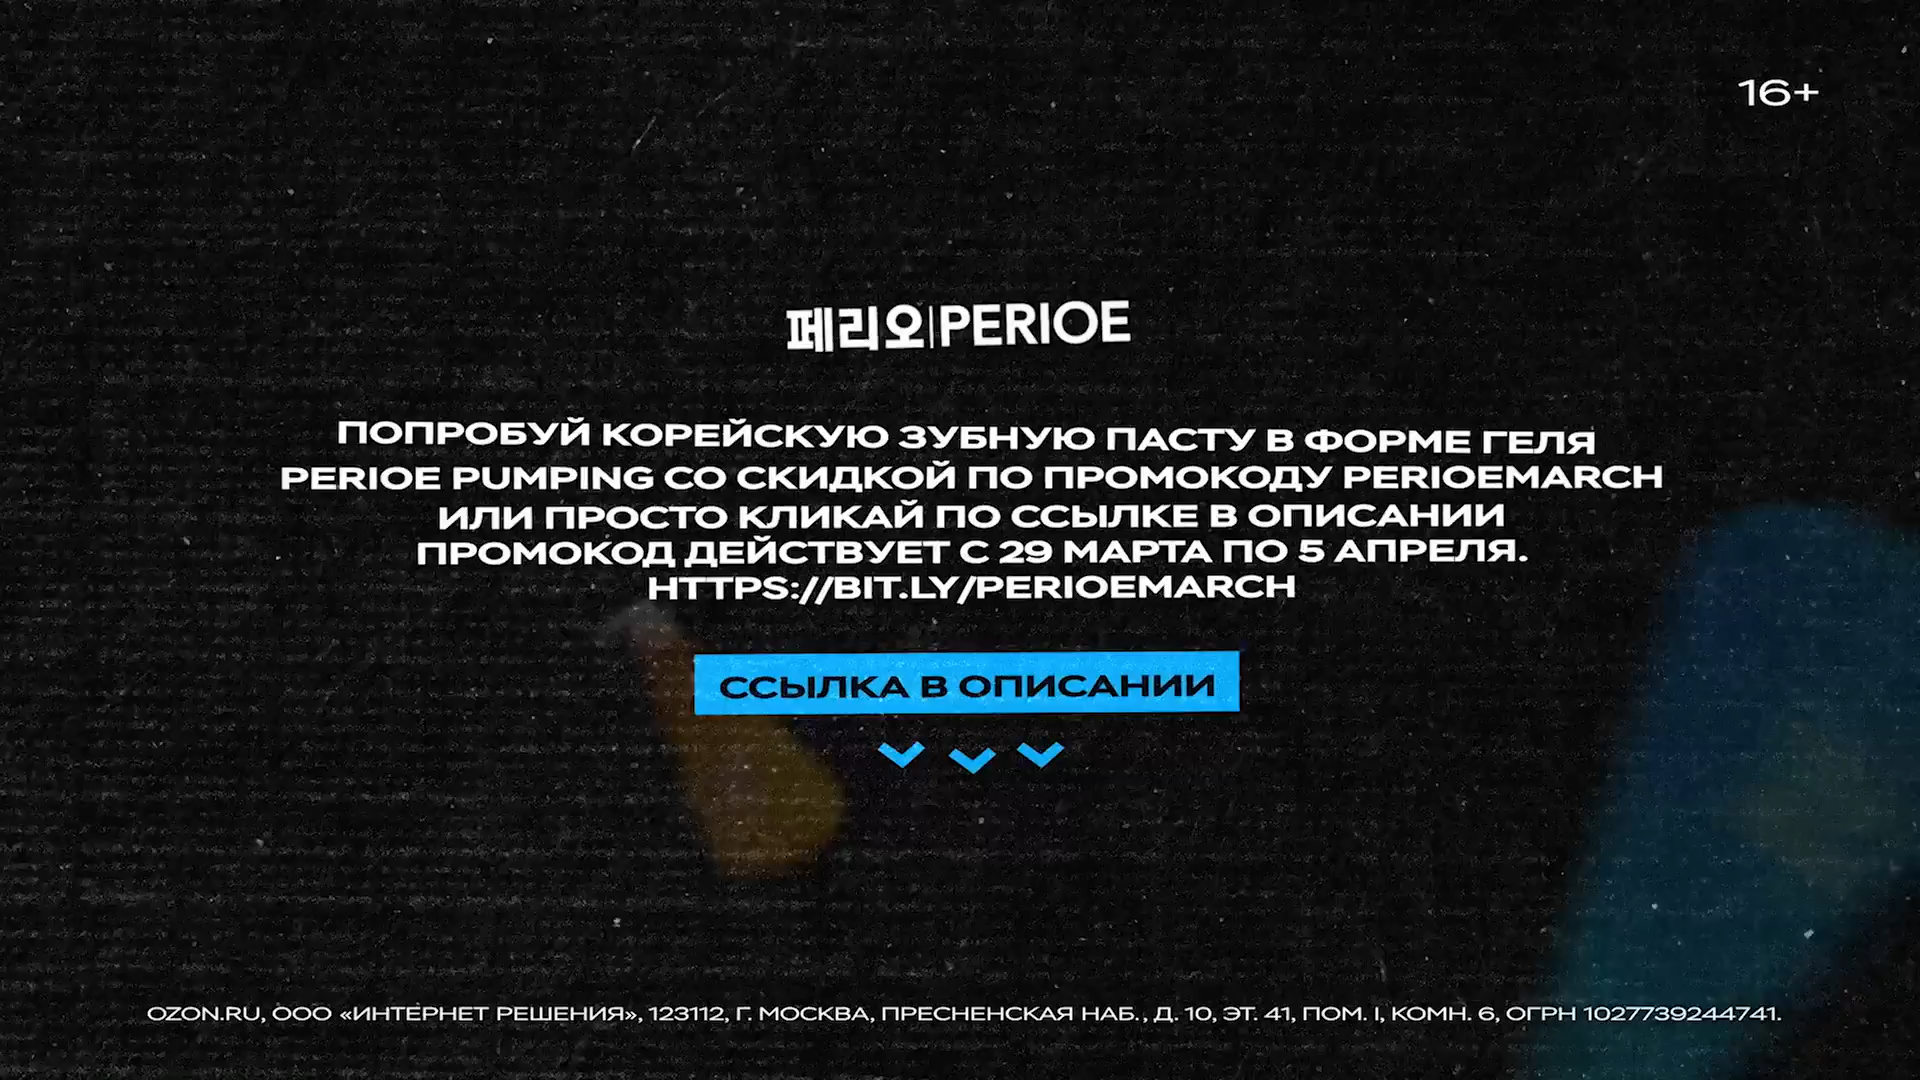 16+
페리오|PERIOE
ПОПРОБУЙ КОРЕЙСКУЮ ЗУБНУЮ ПАСТУ В ФОРМЕ ГЕЛЯ
PERIOE PUMPING СО СКИДКОЙ ПО ПРОМОКОДУ PERIOEMARCH
ИЛИ ПРОСТО КЛИКАЙ ПО ССЫЛКЕ В ОПИСАНИИ
ПРОМОКОД ДЕЙСТВУЕТ С 29 МАРТА ПО 5 АПРЕЛЯ.
HTTPS://BIT.LY/PERIOEMARCH
ССЫЛКА В ОПИСАНИИ
OZON.RU, ООО «ИНТЕРНЕТ РЕШЕНИЯ», 123112, Г. МОСКВА, ПРЕСНЕНСКАЯ НАБ., Д. 10, ЭТ. 41, ПОМ. I, КОМН. 6, ОГРН 1027739244741.